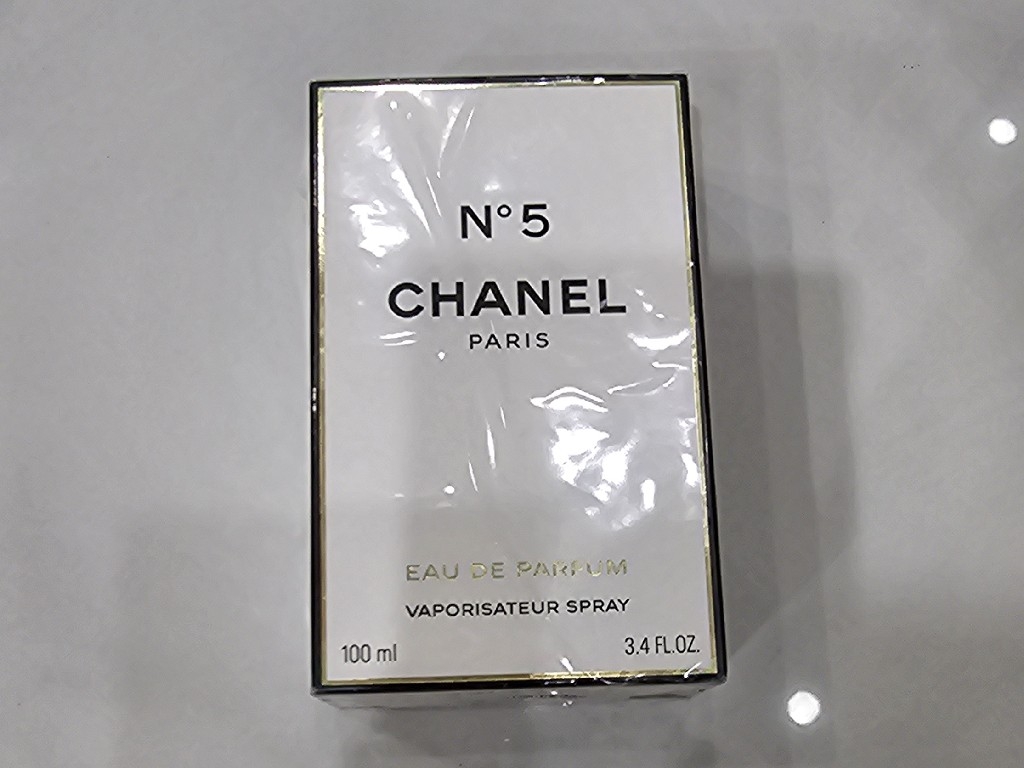 N°5
CHANEL
PARIS
EAU DE PARFUM
VAPORISATEUR SPRAY
100 ml
3.4 FL.OZ.